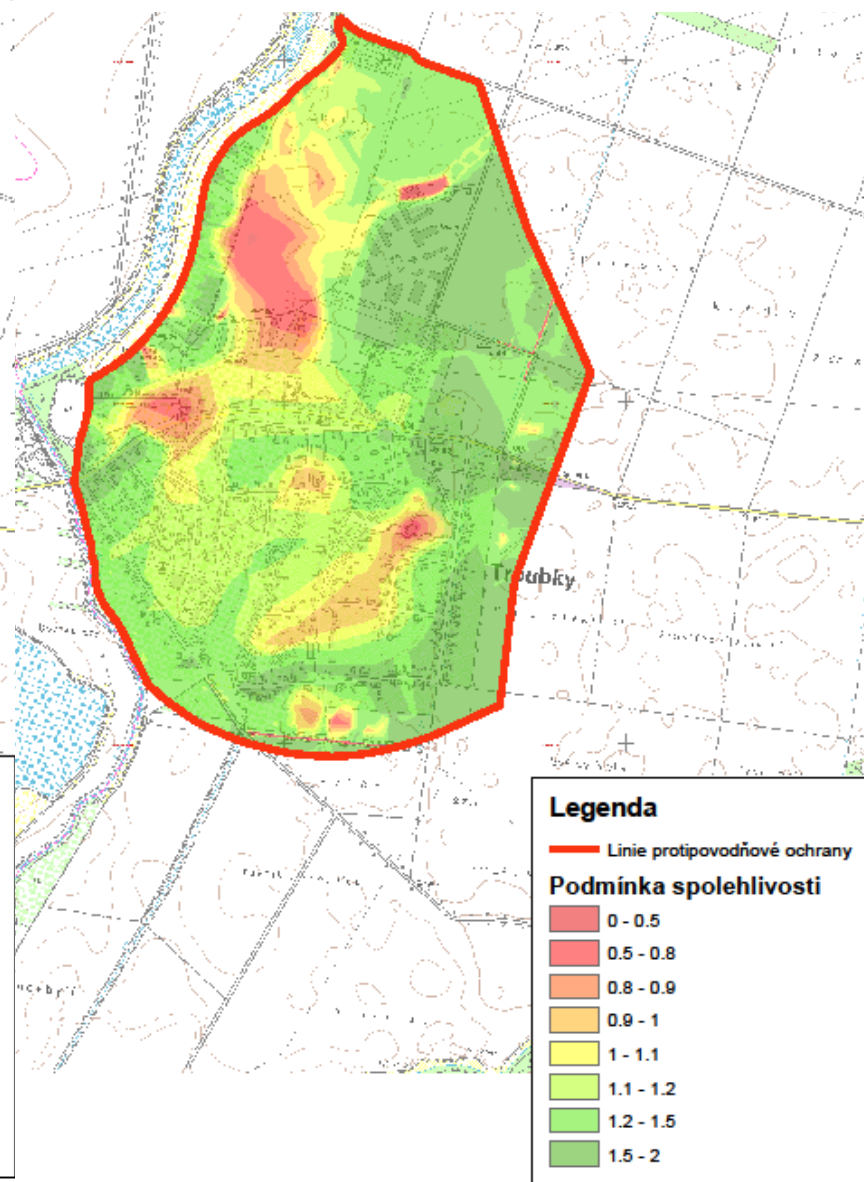 Troubky
Legenda
Linie protipovodňové ochrany
Podmínka spolehlivosti
0 - 0.5
0.5 - 0.8
0.8 - 0.9
0.9 - 1
1 - 1.1
1.1 - 1.2
1.2 - 1.5
1.5 - 2